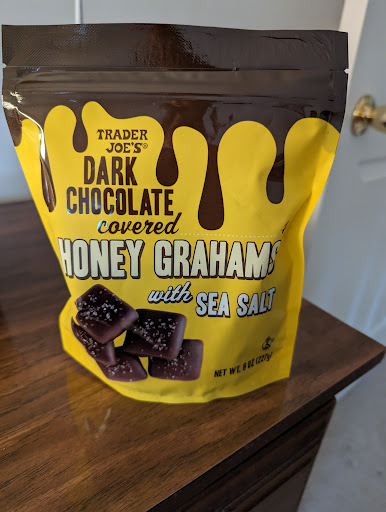 TRADER
JOE'S®
DARK
CHOCOLATE
covered
HONEY GRAHAMS
with SEA SALT
NET WT. 8 OZ (227g)